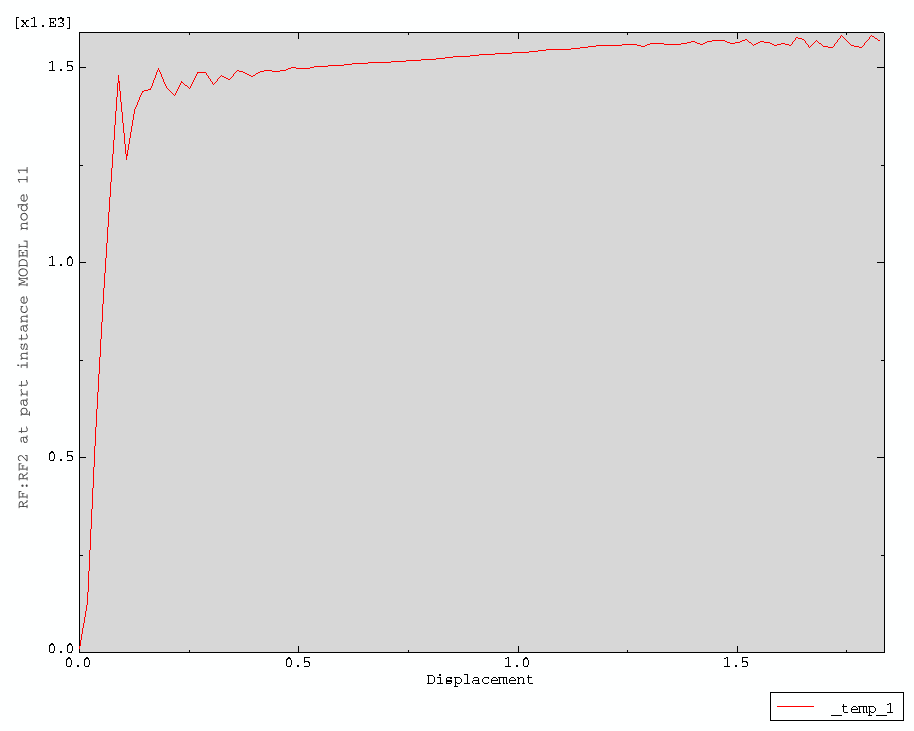 [x1.E3]
1.5
1.0
0.5
0.0
RF:RF2 at part instance MODEL node 11
0.0 0.5 1.0 1.5
Displacement
_temp_1